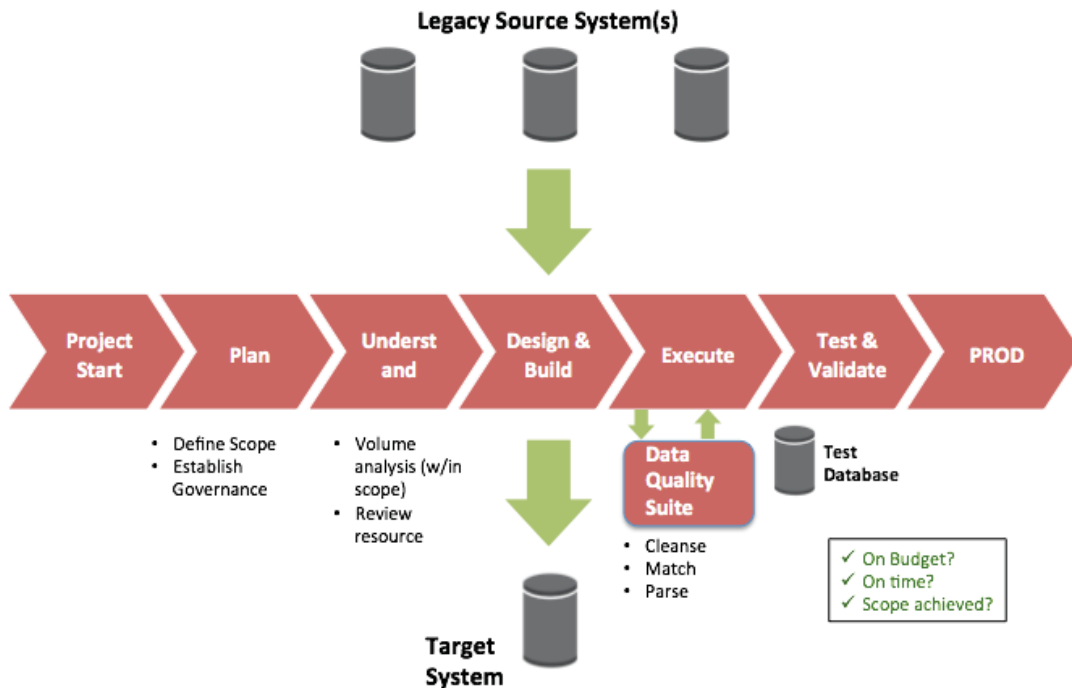 Legacy Source System(s)
Project
Start
Plan
Underst
and
Design &
Build
Execute
Test &
Validate
PROD
• Define Scope
• Establish
Governance
• Volume
analysis (w/in
scope)
• Review
resource
Data
Quality
Suite
• Cleanse
• Match
• Parse
Test
Database
✓ On Budget?
✓ On time?
✓ Scope achieved?
Target
System